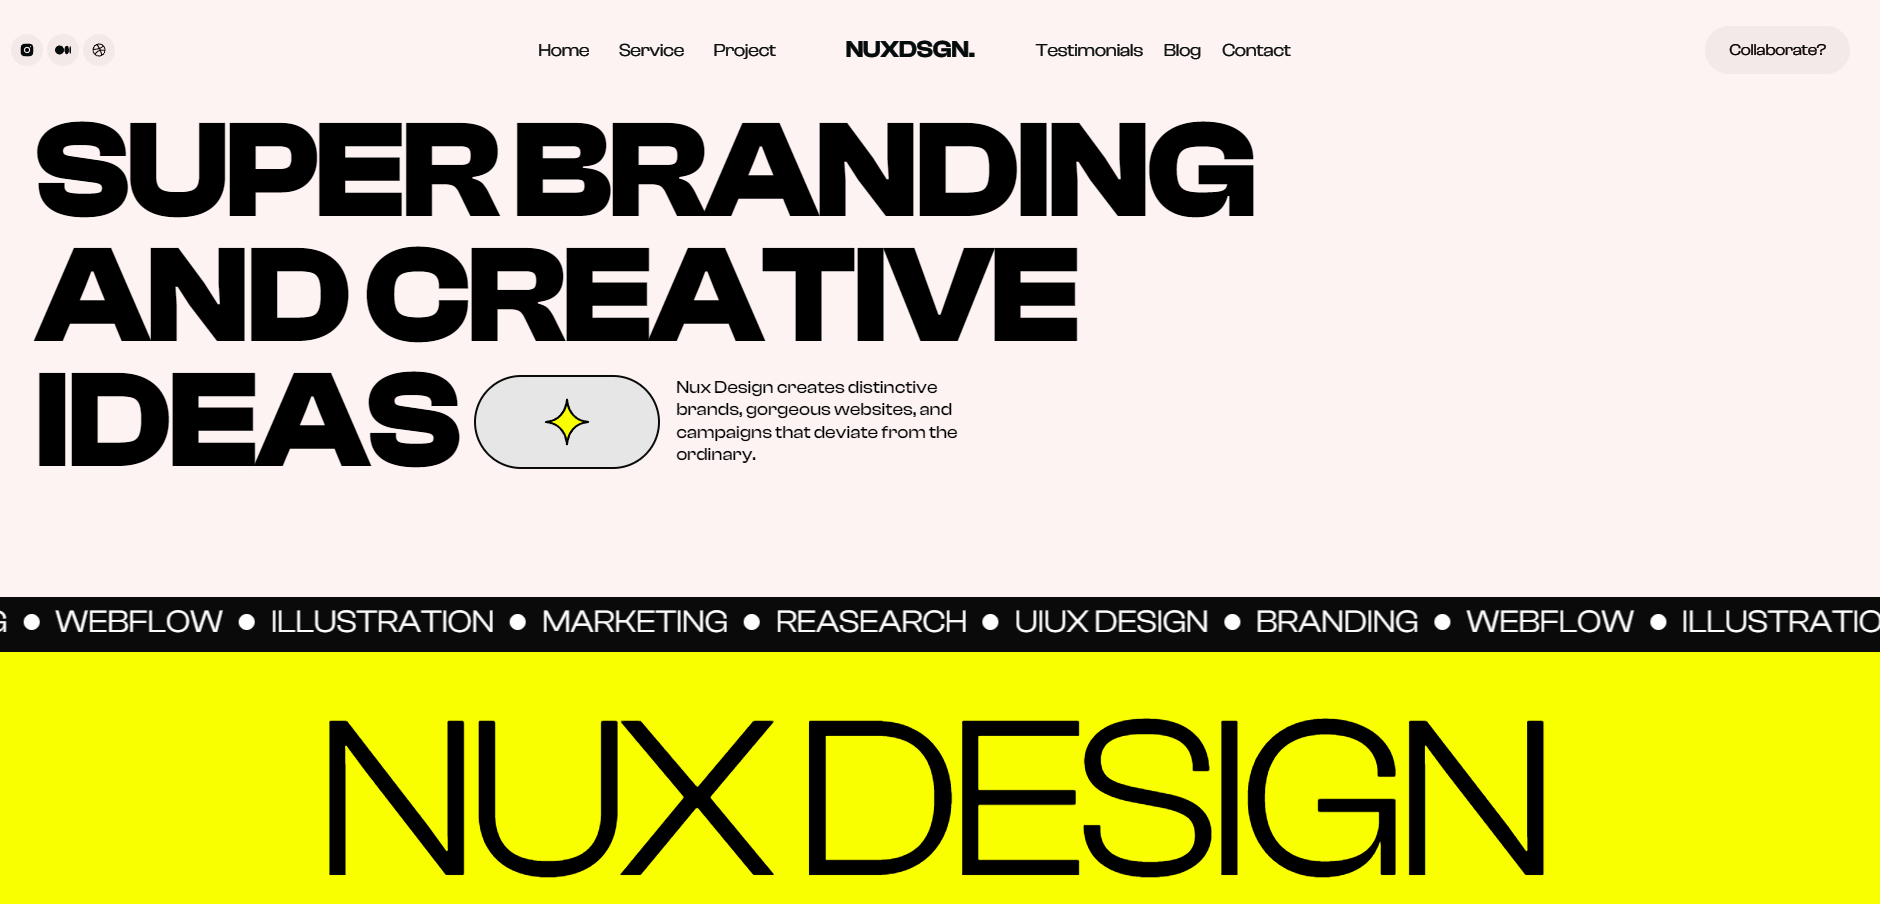 Home Service Project NUXDSGN. Testimonials Blog Contact Collaborate?
SUPER BRANDING
AND CREATIVE
IDEAS
Nux Design creates distinctive
brands, gorgeous websites, and
campaigns that deviate from the
ordinary.
G ● WEBFLOW ● ILLUSTRATION ● MARKETING ● REASEARCH ● UIUX DESIGN ● BRANDING ● WEBFLOW ● ILLUSTRATIO
NUX DESIGN